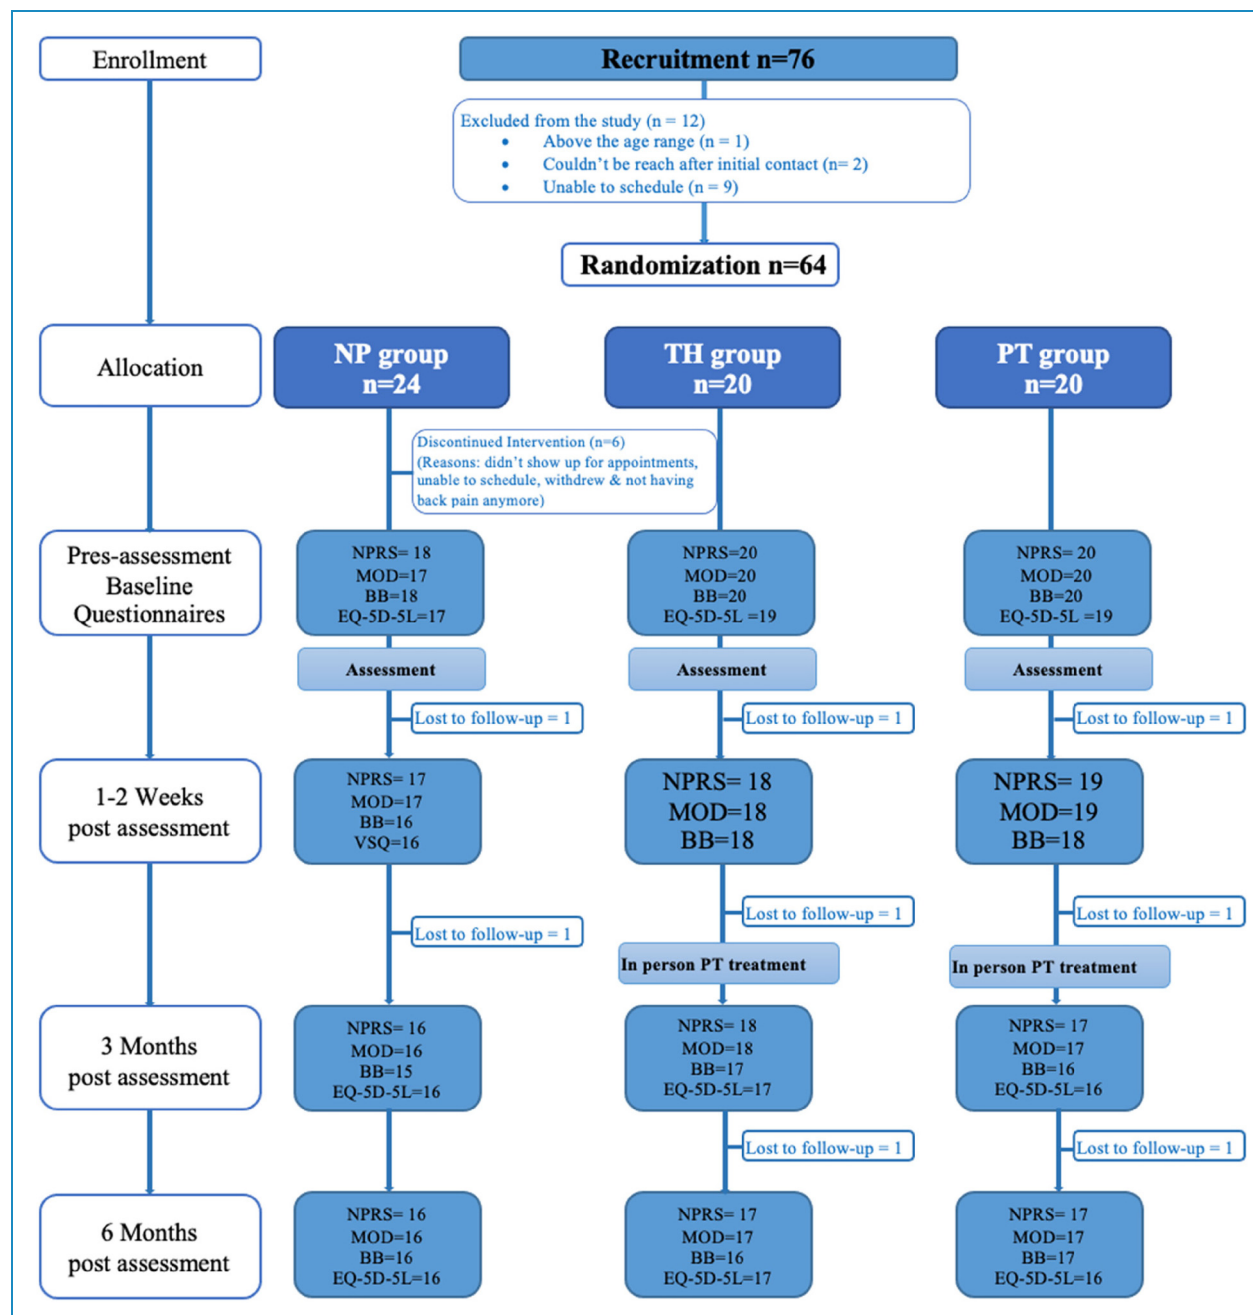 Enrollment
Recruitment n=76
Excluded from the study (n = 12)
• Above the age range (n = 1)
• Couldn’t be reach after initial contact (n= 2)
• Unable to schedule (n = 9)
Randomization n=64
Allocation
NP group
n=24
TH group
n=20
PT group
n=20
Discontinued Intervention (n=6)
(Reasons: didn’t show up for appointments,
unable to schedule, withdrew & not having
back pain anymore)
Pres-assessment
Baseline
Questionnaires
NPRS= 18
MOD=17
BB=18
EQ-5D-5L=17
NPRS=20
MOD=20
BB=20
EQ-5D-5L =19
NPRS= 20
MOD=20
BB=20
EQ-5D-5L =19
Assessment
Assessment
Assessment
Lost to follow-up = 1
Lost to follow-up = 1
Lost to follow-up = 1
1-2 Weeks
post assessment
NPRS= 17
MOD=17
BB=16
VSQ=16
NPRS= 18
MOD=18
BB=18
NPRS= 19
MOD=19
BB=18
Lost to follow-up = 1
Lost to follow-up = 1
Lost to follow-up = 1
In person PT treatment
In person PT treatment
3 Months
post assessment
NPRS= 16
MOD=16
BB=15
EQ-5D-5L=16
NPRS= 18
MOD=18
BB=17
EQ-5D-5L=17
NPRS= 17
MOD=17
BB=16
EQ-5D-5L=16
Lost to follow-up = 1
Lost to follow-up = 1
6 Months
post assessment
NPRS= 16
MOD=16
BB=16
EQ-5D-5L=16
NPRS= 17
MOD=17
BB=16
EQ-5D-5L=17
NPRS= 17
MOD=17
BB=17
EQ-5D-5L=16